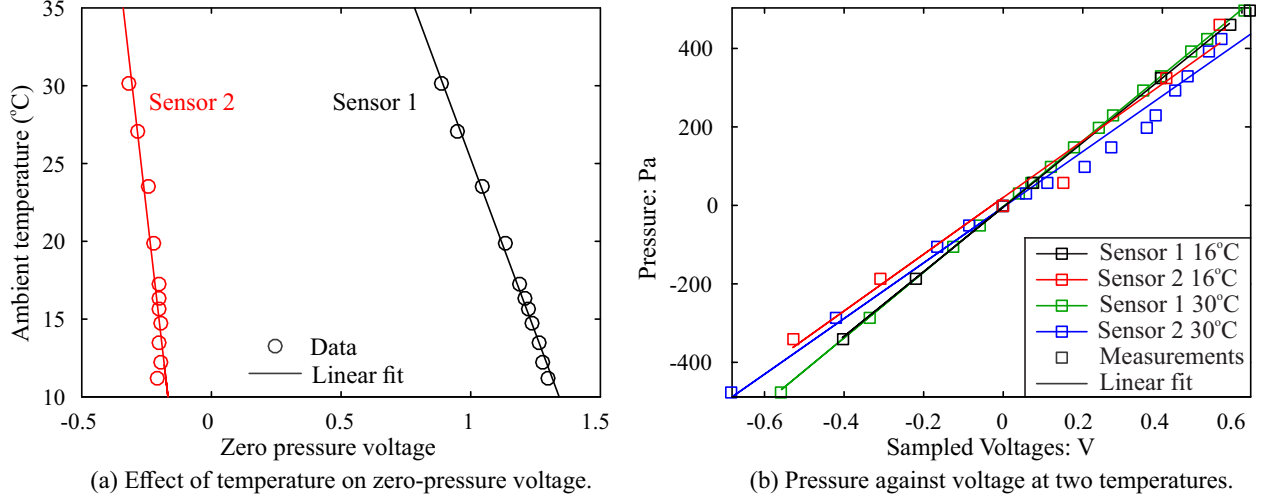 35
30
25
20
15
10
Ambient temperature (°C)
Sensor 2
Sensor 1
Data
Linear fit
-0.5
0
0.5
1
1.5
Zero pressure voltage
(a) Effect of temperature on zero-pressure voltage.
400
200
0
-200
-400
Pressure: Pa
Sensor 1 16°C
Sensor 2 16°C
Sensor 1 30°C
Sensor 2 30°C
Measurements
Linear fit
-0.6
-0.4
-0.2
0
0.2
0.4
0.6
Sampled Voltages: V
(b) Pressure against voltage at two temperatures.